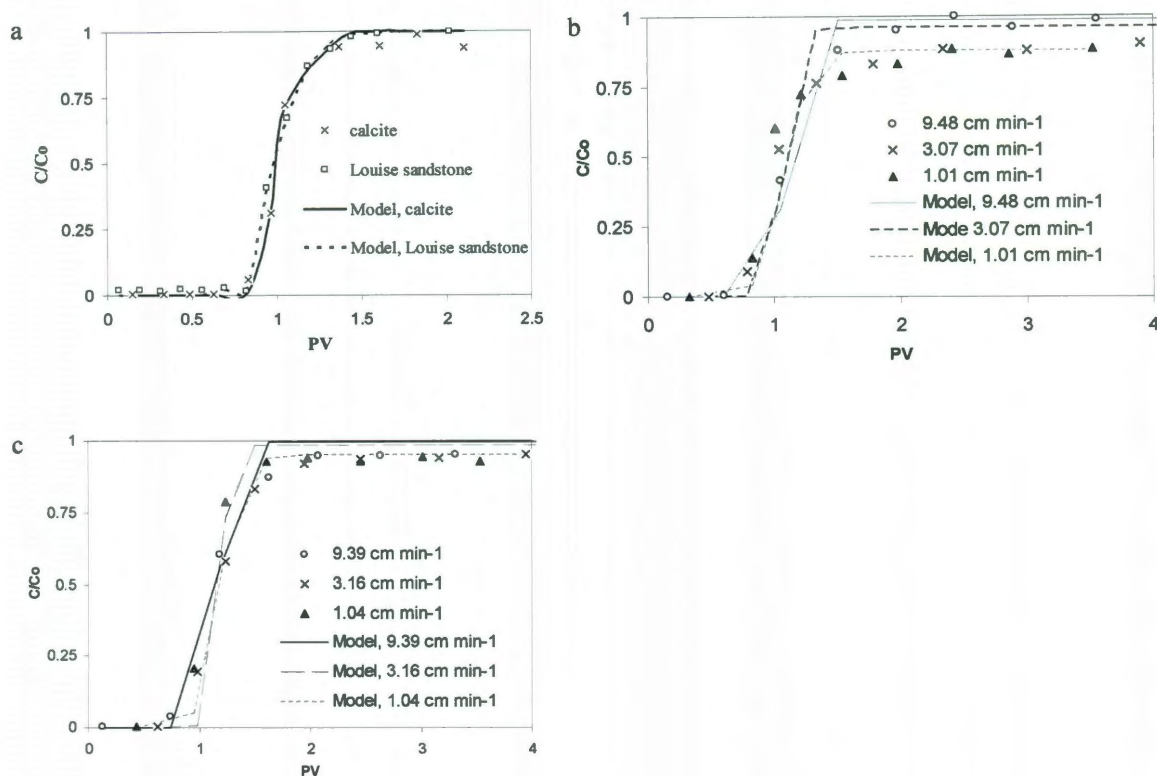 a
1
0.75
0.5
0.25
0
C/Co
calcite
Louise sandstone
Model, calcite
Model, Louise sandstone
0
0.5
1
1.5
2
2.5
PV
b
1
0.75
0.5
0.25
0
C/Co
9.48 cm min-1
3.07 cm min-1
1.01 cm min-1
Model, 9.48 cm min-1
Mode 3.07 cm min-1
Model, 1.01 cm min-1
0
1
2
3
4
PV
c
1
0.75
0.5
0.25
0
C/Co
9.39 cm min-1
3.16 cm min-1
1.04 cm min-1
Model, 9.39 cm min-1
Model, 3.16 cm min-1
Model, 1.04 cm min-1
0
1
2
3
4
PV